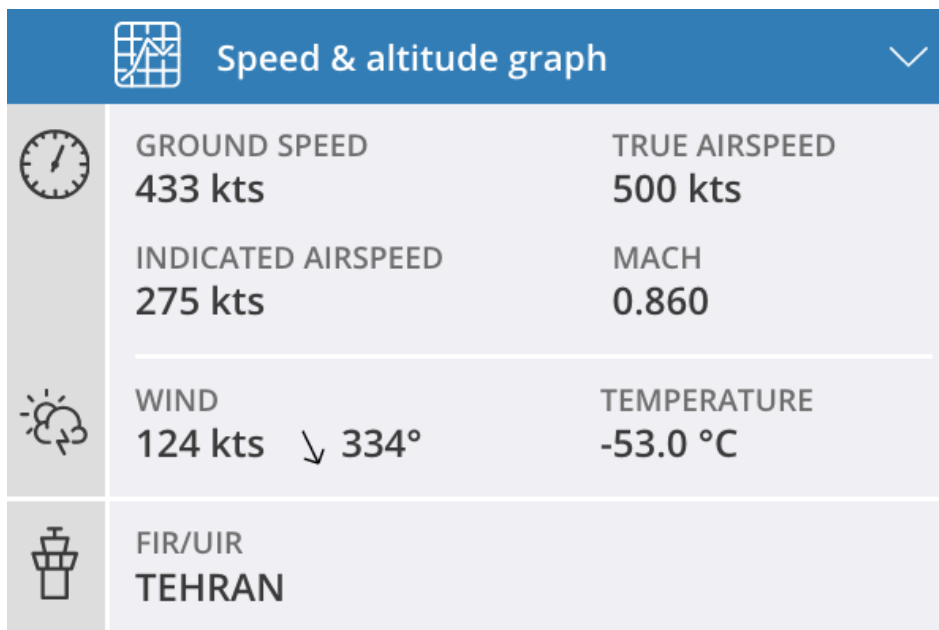 Speed & altitude graph
GROUND SPEED
433 kts
TRUE AIRSPEED
500 kts
INDICATED AIRSPEED
275 kts
MACH
0.860
WIND
124 kts 334°
TEMPERATURE
-53.0 °C
FIR/UIR
TEHRAN